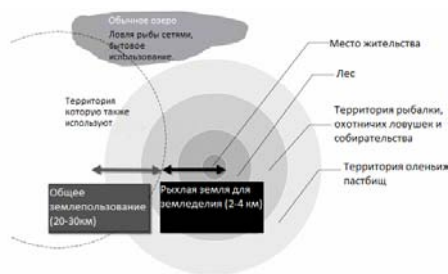 Обычное озеро
Ловля рыбы сетями,
бытовое
использование.
Место жительства
Лес
Территория
которую также
используют
Территория рыбалки,
охотничих ловушек и
собирательства
Территория оленьих
пастбищ
Общее
землепользование
(20-30км)
Рыхлая земля для
земледелия (2-4 км)